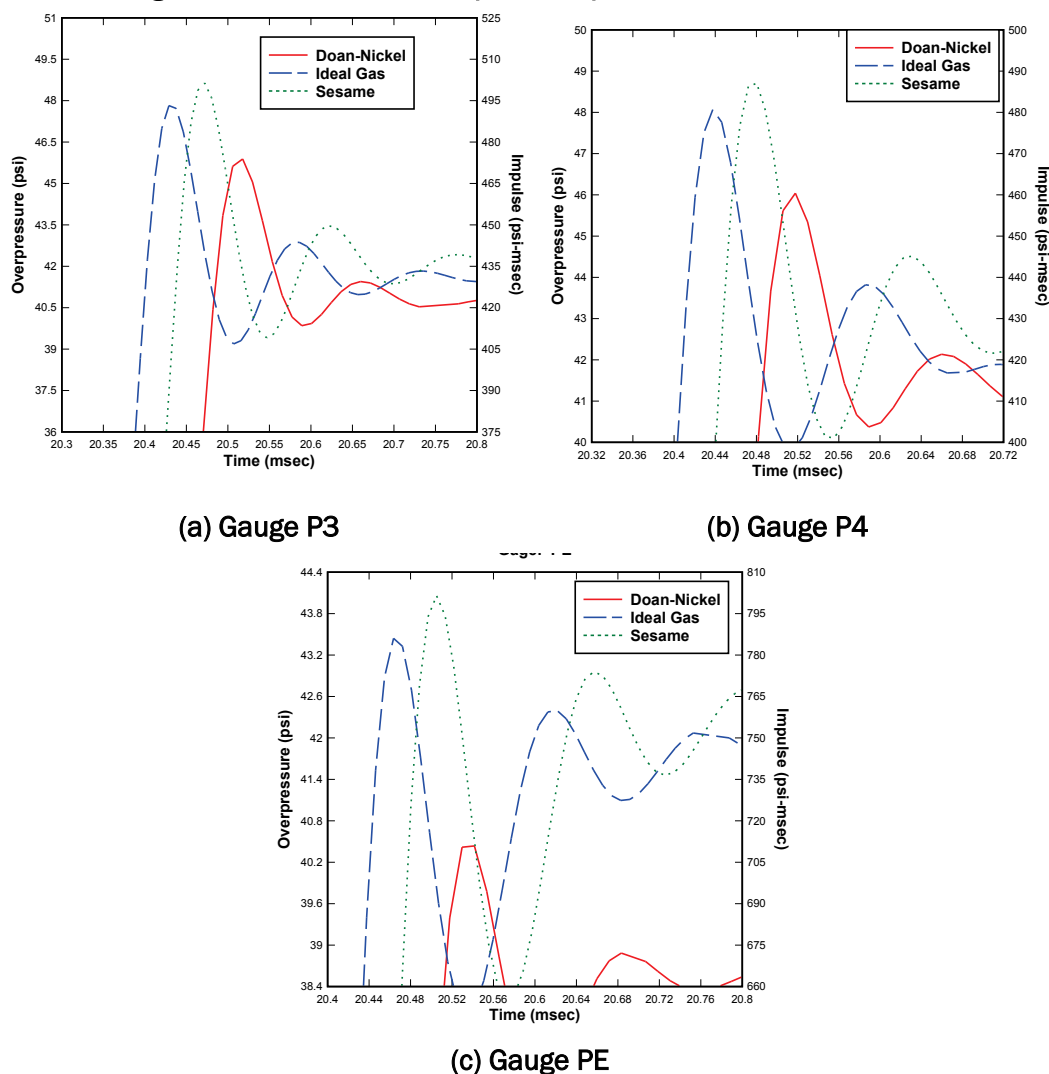 51
49.5
48
46.5
45
43.5
42
40.5
39
37.5
36
525
510
495
480
465
450
435
420
405
390
375
20.3 20.35 20.4 20.45 20.5 20.55 20.6 20.65 20.7 20.75 20.8
Time (msec)
Overpressure (psi)
Impulse (psi-msec)
Doan-Nickel
Ideal Gas
Sesame
(a) Gauge P3
50
49
48
47
46
45
44
43
42
41
40
500
490
480
470
460
450
440
430
420
410
400
20.32 20.36 20.4 20.44 20.48 20.52 20.56 20.6 20.64 20.68 20.72
Time (msec)
Overpressure (psi)
Impulse (psi-msec)
Doan-Nickel
Ideal Gas
Sesame
(b) Gauge P4
44.4
43.8
43.2
42.6
42
41.4
40.8
40.2
39.6
39
38.4
810
795
780
765
750
735
720
705
690
675
660
20.4 20.44 20.48 20.52 20.56 20.6 20.64 20.68 20.72 20.76 20.8
Time (msec)
Overpressure (psi)
Impulse (psi-msec)
Doan-Nickel
Ideal Gas
Sesame
(c) Gauge PE